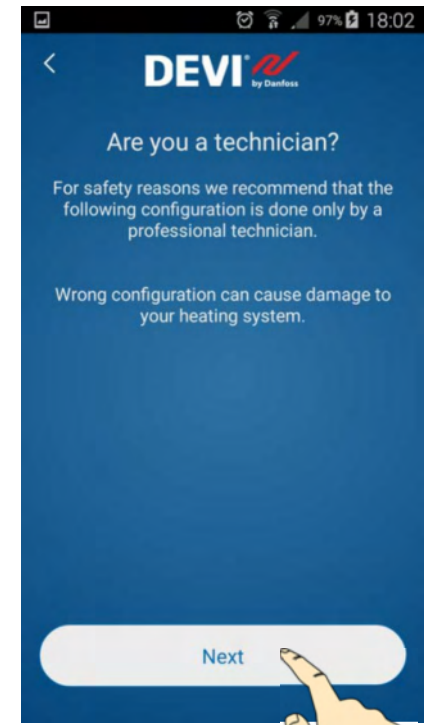 97% 18:02
DEVI®
by Danfoss
Are you a technician?
For safety reasons we recommend that the
following configuration is done only by a
professional technician.
Wrong configuration can cause damage to
your heating system.
Next